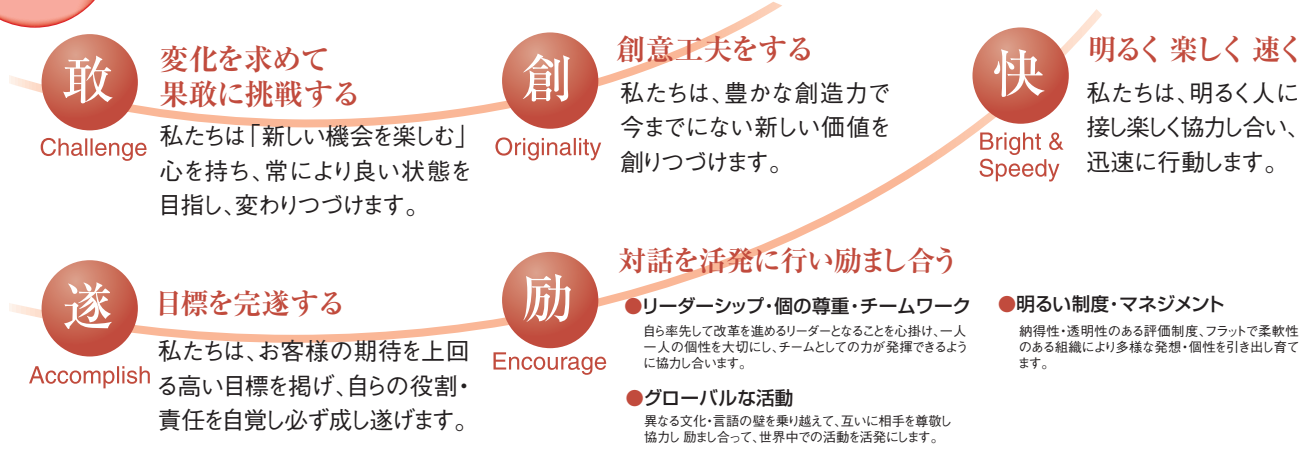 敢
Challenge
変化を求めて
果敢に挑戦する
私たちは「新しい機会を楽しむ」
心を持ち、常により良い状態を
目指し、変わりつづけます。
創
Originality
創意工夫をする
私たちは、豊かな創造力で
今までにない新しい価値を
創りつづけます。
快
Bright &
Speedy
明るく 楽しく 速く
私たちは、明るく人に
接し楽しく協力し合い、
迅速に行動します。
遂
Accomplish
目標を完遂する
私たちは、お客様の期待を上回
る高い目標を掲げ、自らの役割・
責任を自覚し必ず成し遂げます。
励
Encourage
対話を活発に行い励まし合う
●リーダーシップ・個の尊重・チームワーク
自ら率先して改革を進めるリーダーとなることを心掛け、一人
一人の個性を大切にし、チームとしての力が発揮できるよう
に協力し合います。
●グローバルな活動
異なる文化・言語の壁を乗り越えて、互いに相手を尊敬し
協力し 励まし合って、世界中での活動を活発にします。
●明るい制度・マネジメント
納得性・透明性のある評価制度、フラットで柔軟性
のある組織により多様な発想・個性を引き出し育て
ます。